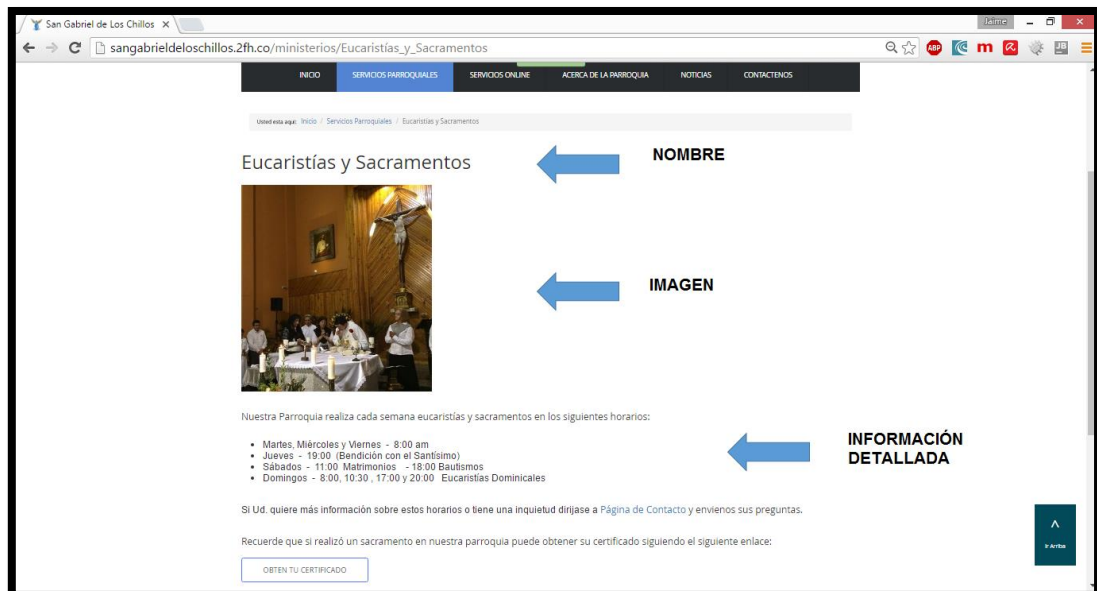 San Gabriel de Los Chillos
Jaime
sangabrieldeloschillos.2fh.co/ministerios/Eucaristías_y_Sacramentos
ABP
m
JB
INICIO SERVICIOS PARROQUIALES SERVICIOS ONLINE ACERCA DE LA PARROQUIA NOTICIAS CONTACTENOS
Usted esta aquí: Inicio / Servicios Parroquiales / Eucaristías y Sacramentos
Eucaristías y Sacramentos
NOMBRE
IMAGEN
Nuestra Parroquia realiza cada semana eucaristías y sacramentos en los siguientes horarios:
• Martes, Miércoles y Viernes - 8:00 am
• Jueves - 19:00 (Bendición con el Santísimo)
• Sábados - 11:00 Matrimonios - 18:00 Bautismos
• Domingos - 8:00, 10:30 , 17:00 y 20:00 Eucaristías Dominicales
INFORMACIÓN
DETALLADA
Si Ud. quiere más información sobre estos horarios o tiene una inquietud dirijase a Página de Contacto y envienos sus preguntas.
Recuerde que si realizó un sacramento en nuestra parroquia puede obtener su certificado siguiendo el siguiente enlace:
Ir Arriba
OBTEN TU CERTIFICADO